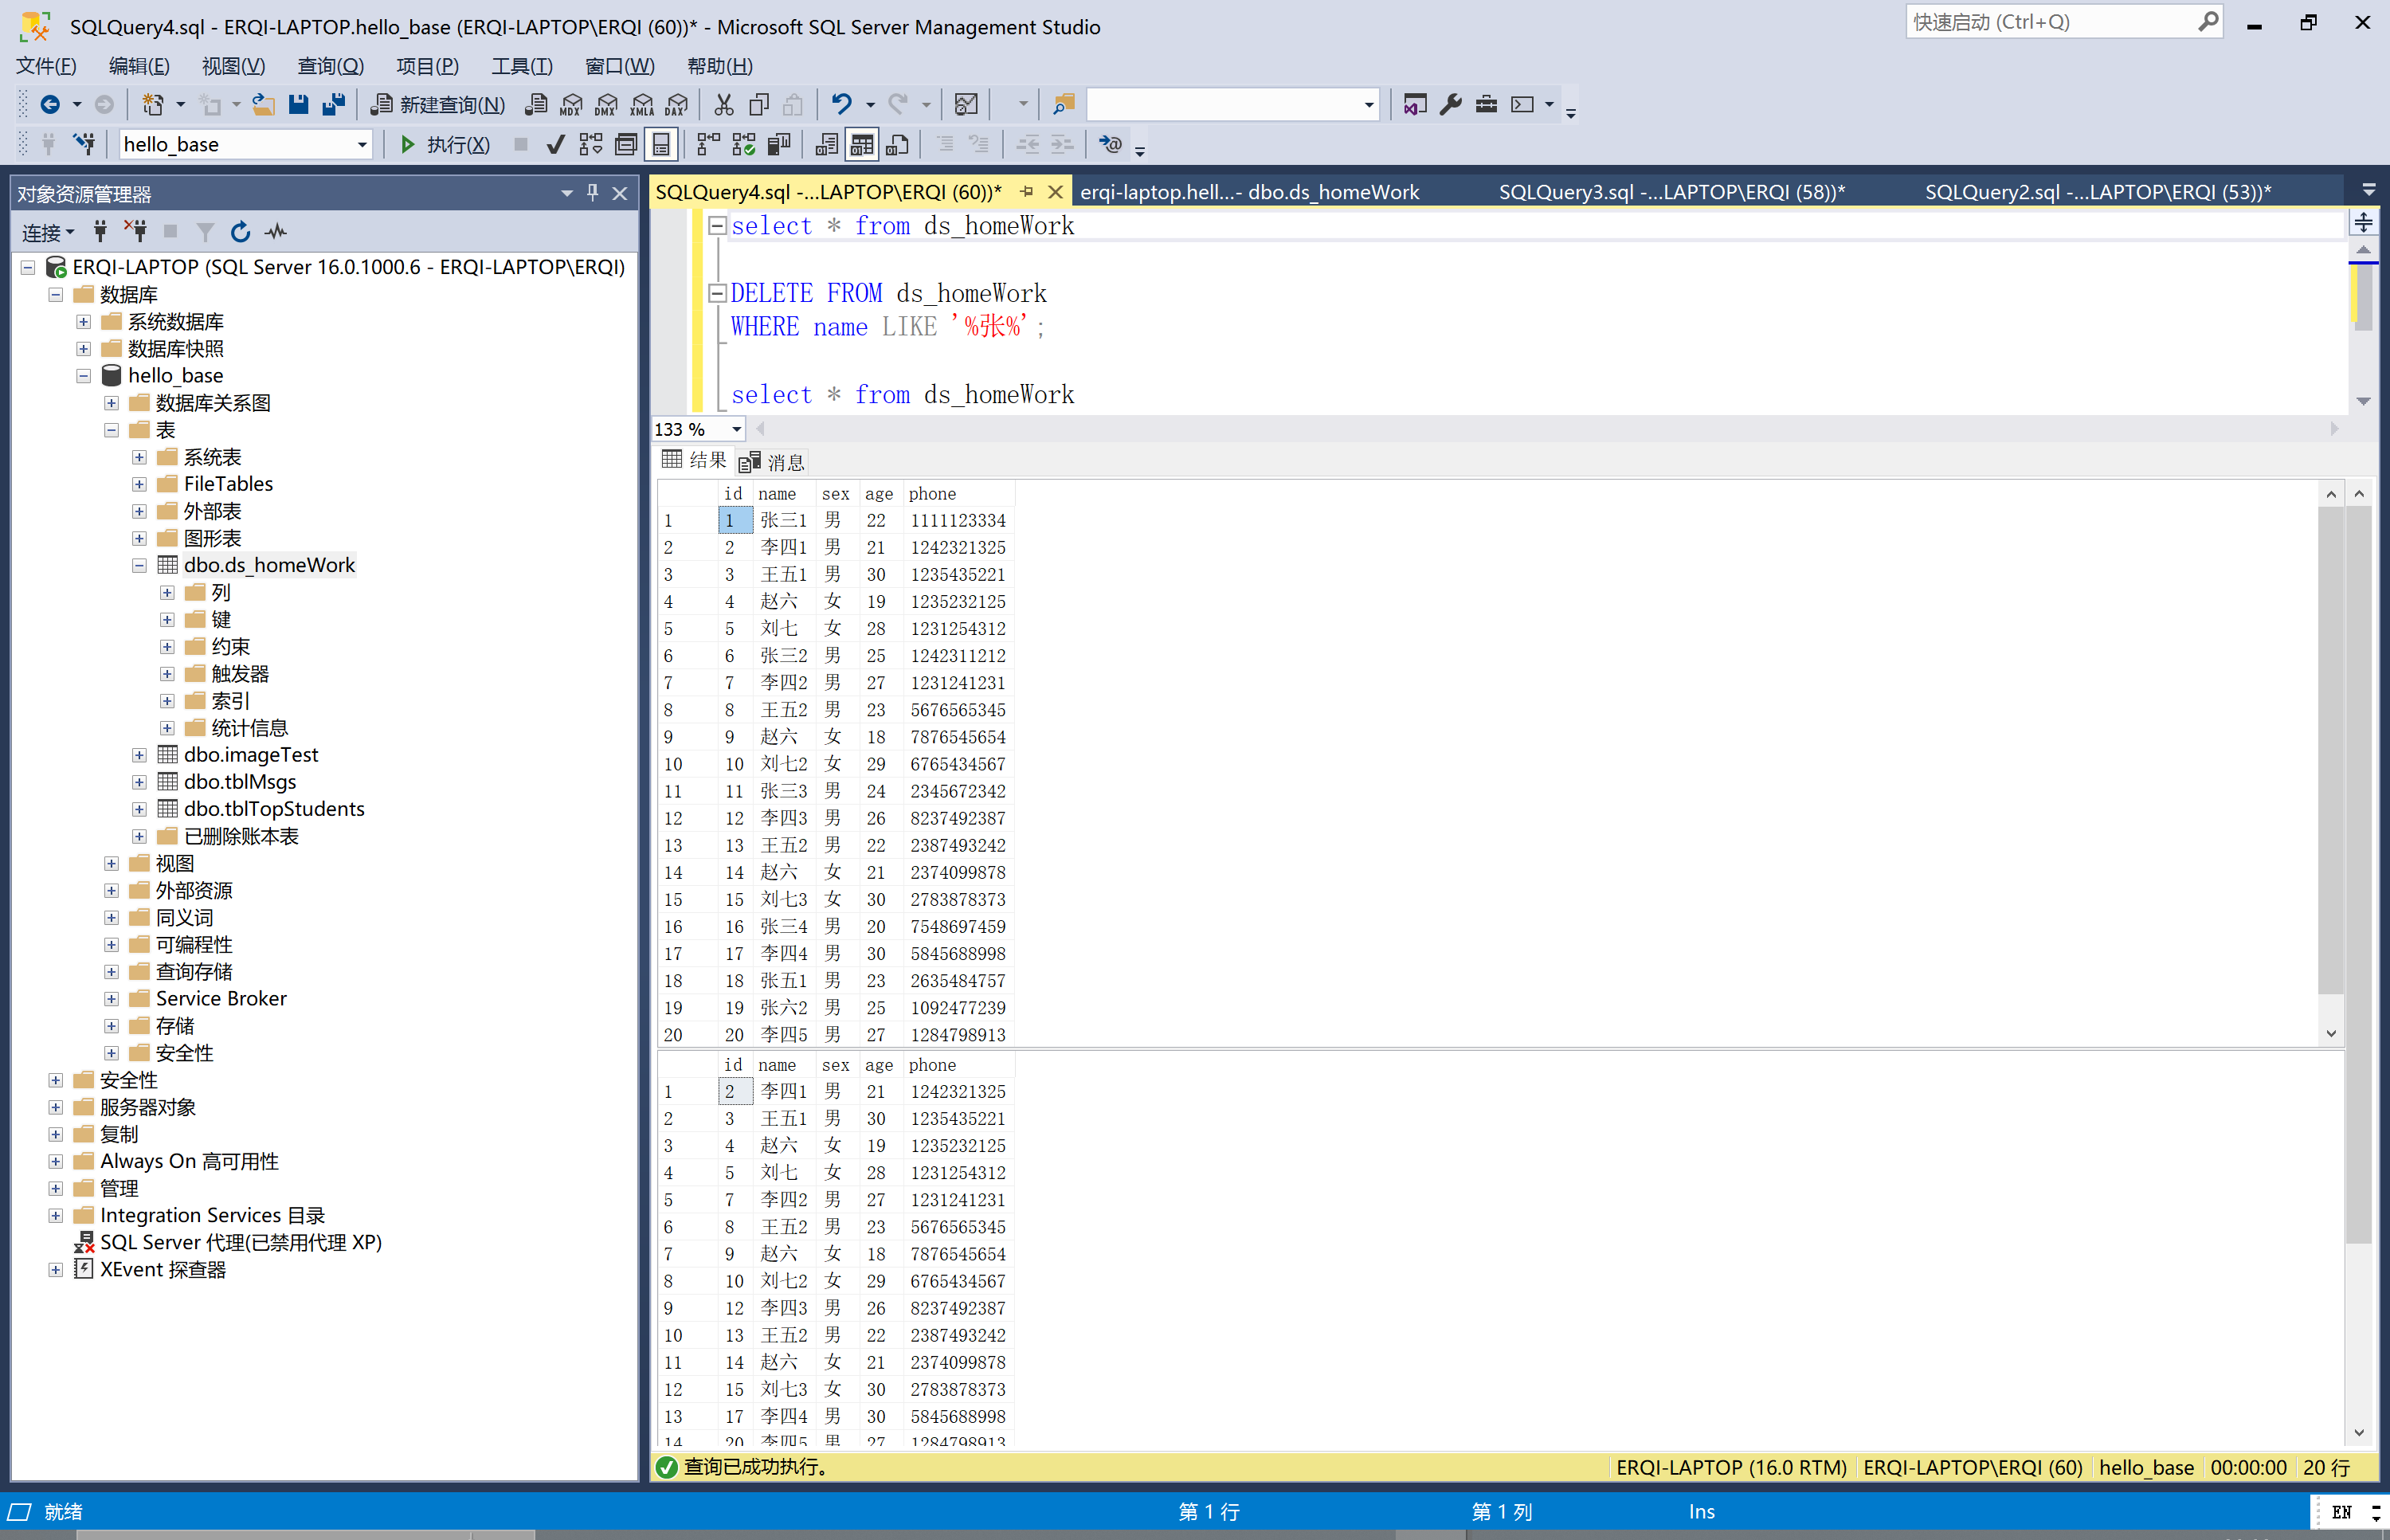 SQLQuery4.sql - ERQI-LAPTOP.hello_base (ERQI-LAPTOP\ERQI (60))* - Microsoft SQL Server Management Studio
快速启动 (Ctrl+Q)
文件(F) 编辑(E) 视图(V) 查询(Q) 项目(P) 工具(T) 窗口(W) 帮助(H)
新建查询(N) MDX DMX XMLA DAX
hello_base 执行(X)
对象资源管理器
连接
ERQI-LAPTOP (SQL Server 16.0.1000.6 - ERQI-LAPTOP\ERQI)
数据库
系统数据库
数据库快照
hello_base
数据库关系图
表
系统表
FileTables
外部表
图形表
dbo.ds_homeWork
列
键
约束
触发器
索引
统计信息
dbo.imageTest
dbo.tblMsgs
dbo.tblTopStudents
已删除账本表
视图
外部资源
同义词
可编程性
查询存储
Service Broker
存储
安全性
安全性
服务器对象
复制
Always On 高可用性
管理
Integration Services 目录
SQL Server 代理(已禁用代理 XP)
XEvent 探查器
SQLQuery4.sql -...LAPTOP\ERQI (60))* erqi-laptop.hell...- dbo.ds_homeWork SQLQuery3.sql -...LAPTOP\ERQI (58))* SQLQuery2.sql -...LAPTOP\ERQI (53))*
select * from ds_homeWork
DELETE FROM ds_homeWork
WHERE name LIKE '%张%';
select * from ds_homeWork
133 %
结果 消息
id name sex age phone
1 1 张三1 男 22 1111123334
2 2 李四1 男 21 1242321325
3 3 王五1 男 30 1235435221
4 4 赵六 女 19 1235232125
5 5 刘七 女 28 1231254312
6 6 张三2 男 25 1242311212
7 7 李四2 男 27 1231241231
8 8 王五2 男 23 5676565345
9 9 赵六 女 18 7876545654
10 10 刘七2 女 29 6765434567
11 11 张三3 男 24 2345672342
12 12 李四3 男 26 8237492387
13 13 王五2 男 22 2387493242
14 14 赵六 女 21 2374099878
15 15 刘七3 女 30 2783878373
16 16 张三4 男 20 7548697459
17 17 李四4 男 30 5845688998
18 18 张五1 男 23 2635484757
19 19 张六2 男 25 1092477239
20 20 李四5 男 27 1284798913
id name sex age phone
1 2 李四1 男 21 1242321325
2 3 王五1 男 30 1235435221
3 4 赵六 女 19 1235232125
4 5 刘七 女 28 1231254312
5 7 李四2 男 27 1231241231
6 8 王五2 男 23 5676565345
7 9 赵六 女 18 7876545654
8 10 刘七2 女 29 6765434567
9 12 李四3 男 26 8237492387
10 13 王五2 男 22 2387493242
11 14 赵六 女 21 2374099878
12 15 刘七3 女 30 2783878373
13 17 李四4 男 30 5845688998
14 20 李四5 男 27 1284798913
查询已成功执行。 ERQI-LAPTOP (16.0 RTM) ERQI-LAPTOP\ERQI (60) hello_base 00:00:00 20 行
就绪 第 1 行 第 1 列 Ins EN